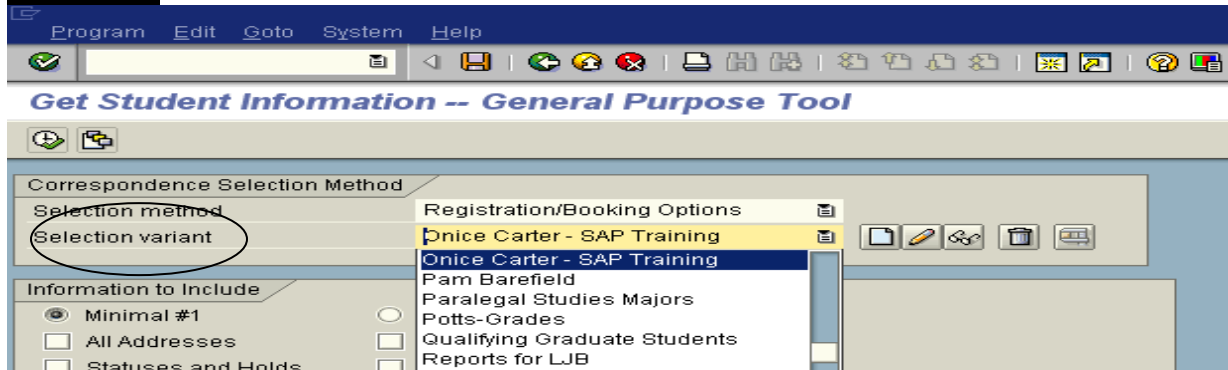 Program Edit Goto System Help
Get Student Information -- General Purpose Tool
Correspondence Selection Method
Selection method Registration/Booking Options
Selection variant Onice Carter - SAP Training
Onice Carter - SAP Training
Pam Barefield
Information to Include
Paralegal Studies Majors
Minimal #1 Potts-Grades
All Addresses Qualifying Graduate Students
Statuses and Holds Reports for LJB